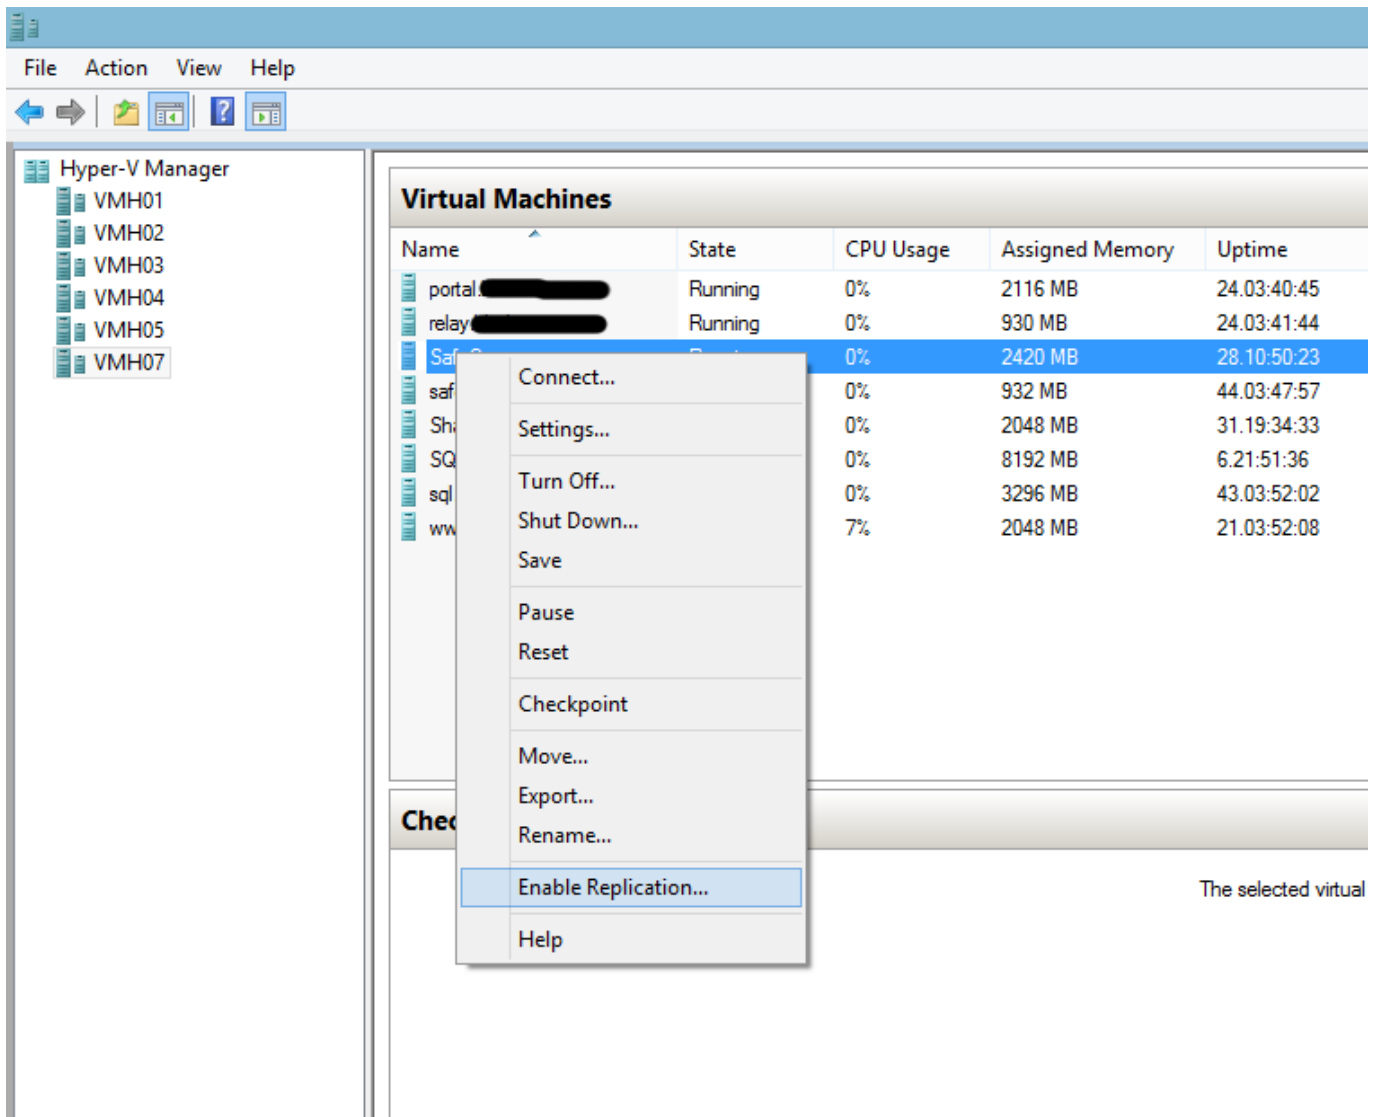 File Action View Help
Hyper-V Manager
VMH01
VMH02
VMH03
VMH04
VMH05
VMH07
Virtual Machines
Name State CPU Usage Assigned Memory Uptime
portal. Running 0% 2116 MB 24.03:40:45
relay Running 0% 930 MB 24.03:41:44
0% 2420 MB 28.10:50:23
saf 0% 932 MB 44.03:47:57
Sha 0% 2048 MB 31.19:34:33
SQ 0% 8192 MB 6.21:51:36
sql 0% 3296 MB 43.03:52:02
ww 7% 2048 MB 21.03:52:08
Connect...
Settings...
Turn Off...
Shut Down...
Save
Pause
Reset
Checkpoint
Move...
Export...
Rename...
Enable Replication...
Help
Chec
The selected virtual